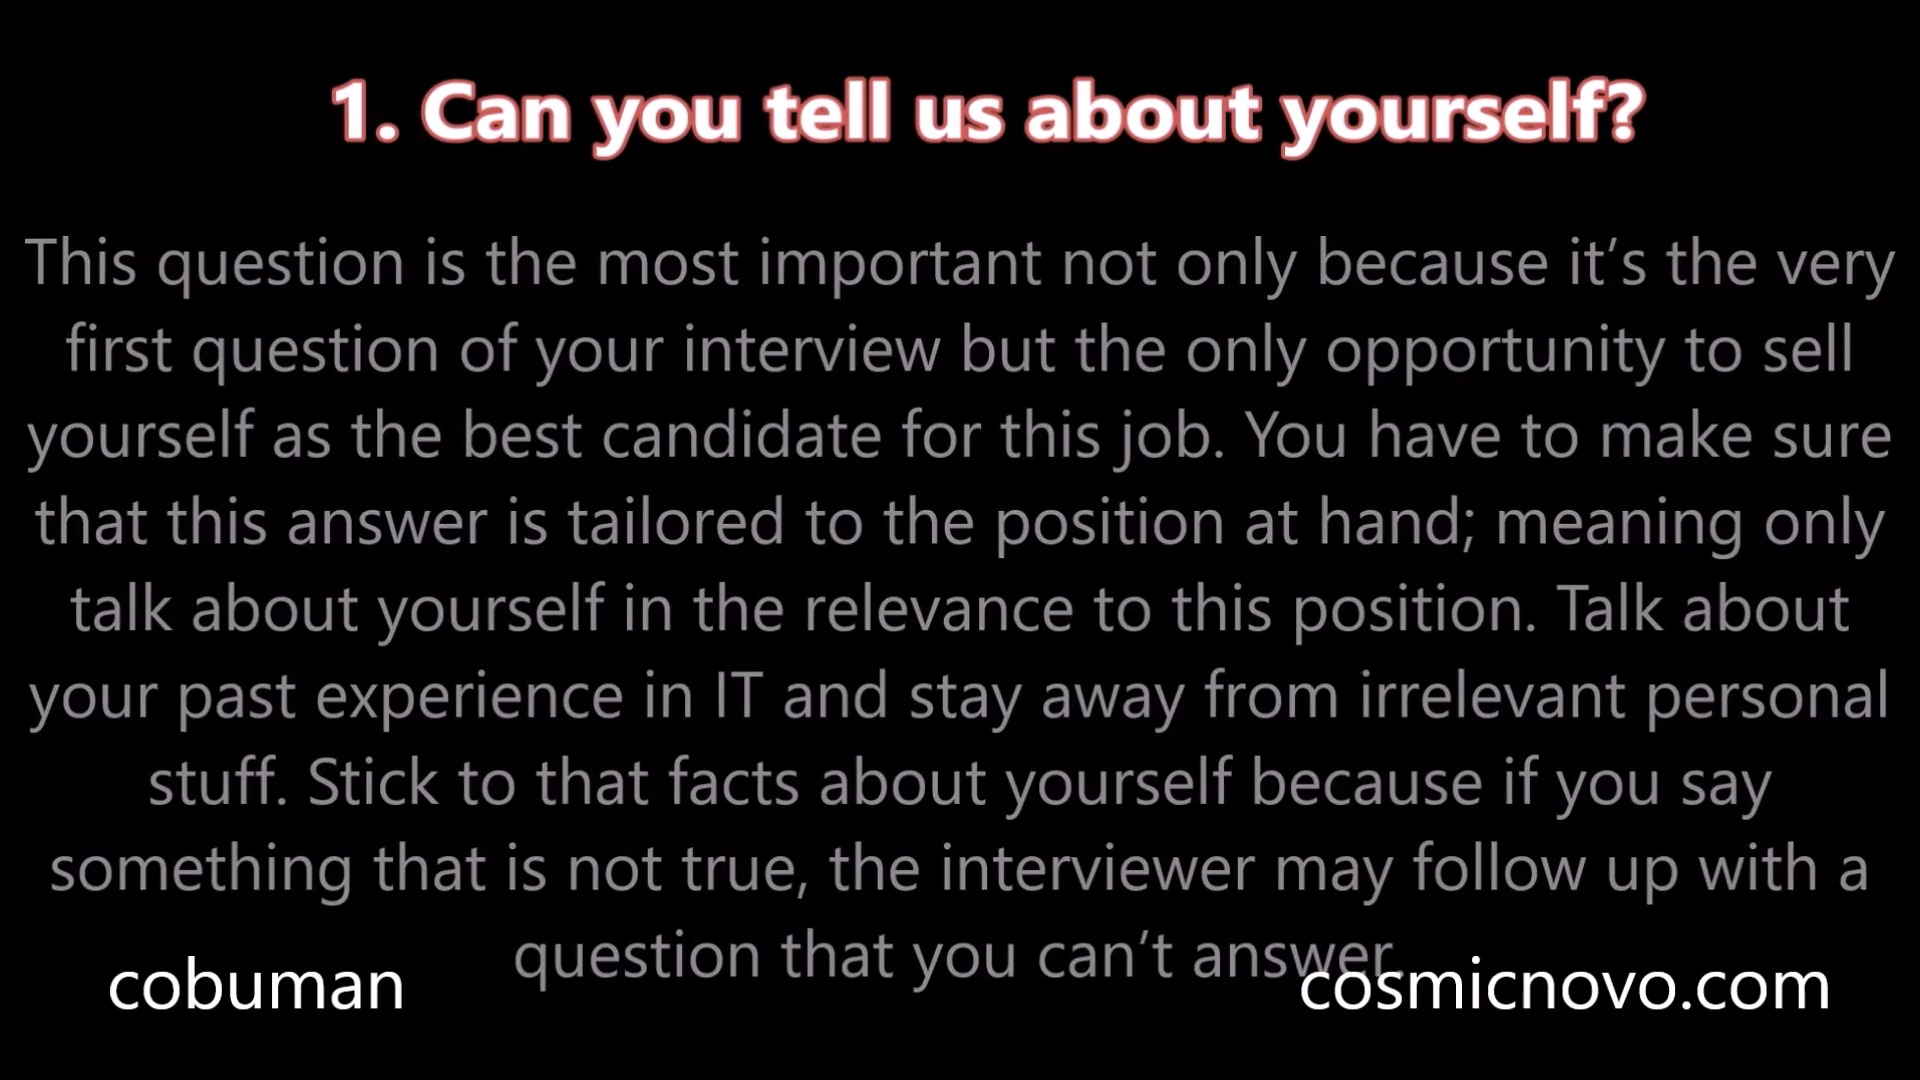 1. Can you tell us about yourself?
This question is the most important not only because it’s the very
first question of your interview but the only opportunity to sell
yourself as the best candidate for this job. You have to make sure
that this answer is tailored to the position at hand; meaning only
talk about yourself in the relevance to this position. Talk about
your past experience in IT and stay away from irrelevant personal
stuff. Stick to that facts about yourself because if you say
something that is not true, the interviewer may follow up with a
question that you can’t answer.
cobuman
cosmicnovo.com